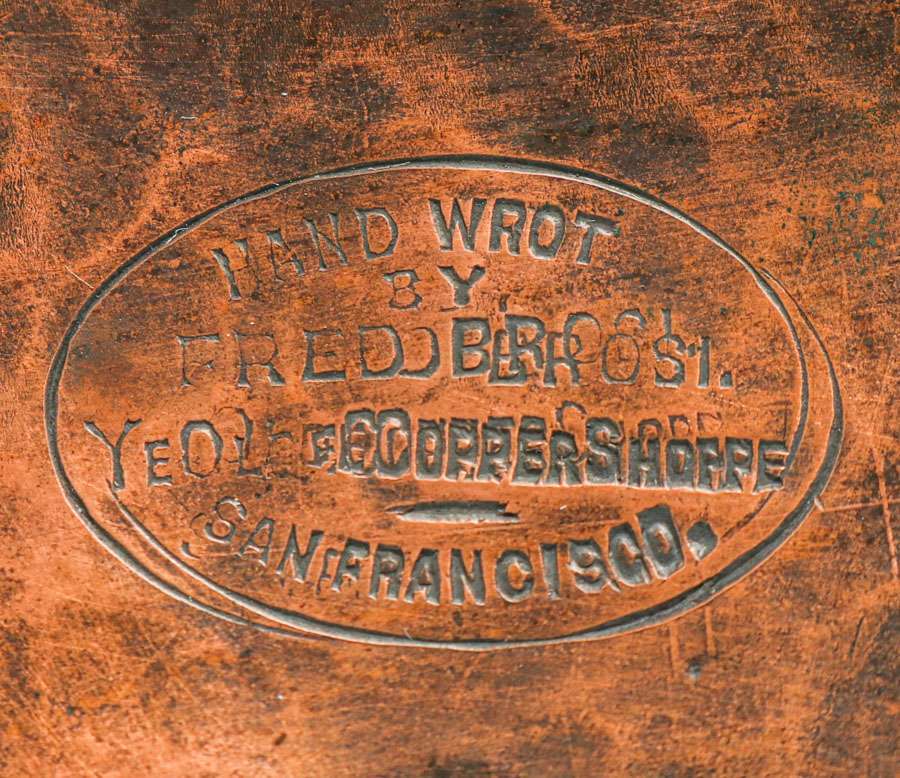 HAND WROT
BY
FRED BROSI.
YE OLDE COPPER SHOPPE
SAN FRANCISCO.